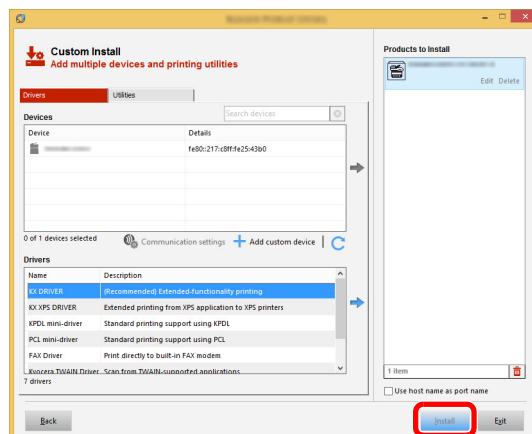 Custom Install
Add multiple devices and printing utilities
Products to Install
Edit Delete
Drivers Utilities
Devices Search devices
Device Details
fe80::217:c8ff:fe25:43b0
0 of 1 devices selected Communication settings Add custom device
Drivers
Name Description
KX DRIVER (Recommended) Extended-functionality printing
KX XPS DRIVER Extended printing from XPS application to XPS printers
KPDL mini-driver Standard printing support using KPDL
PCL mini-driver Standard printing support using PCL
FAX Driver Print directly to built-in FAX modem
Kyocera TWAIN Driver Scan from TWAIN-supported applications
7 drivers
1 item
Use host name as port name
Back Install Exit